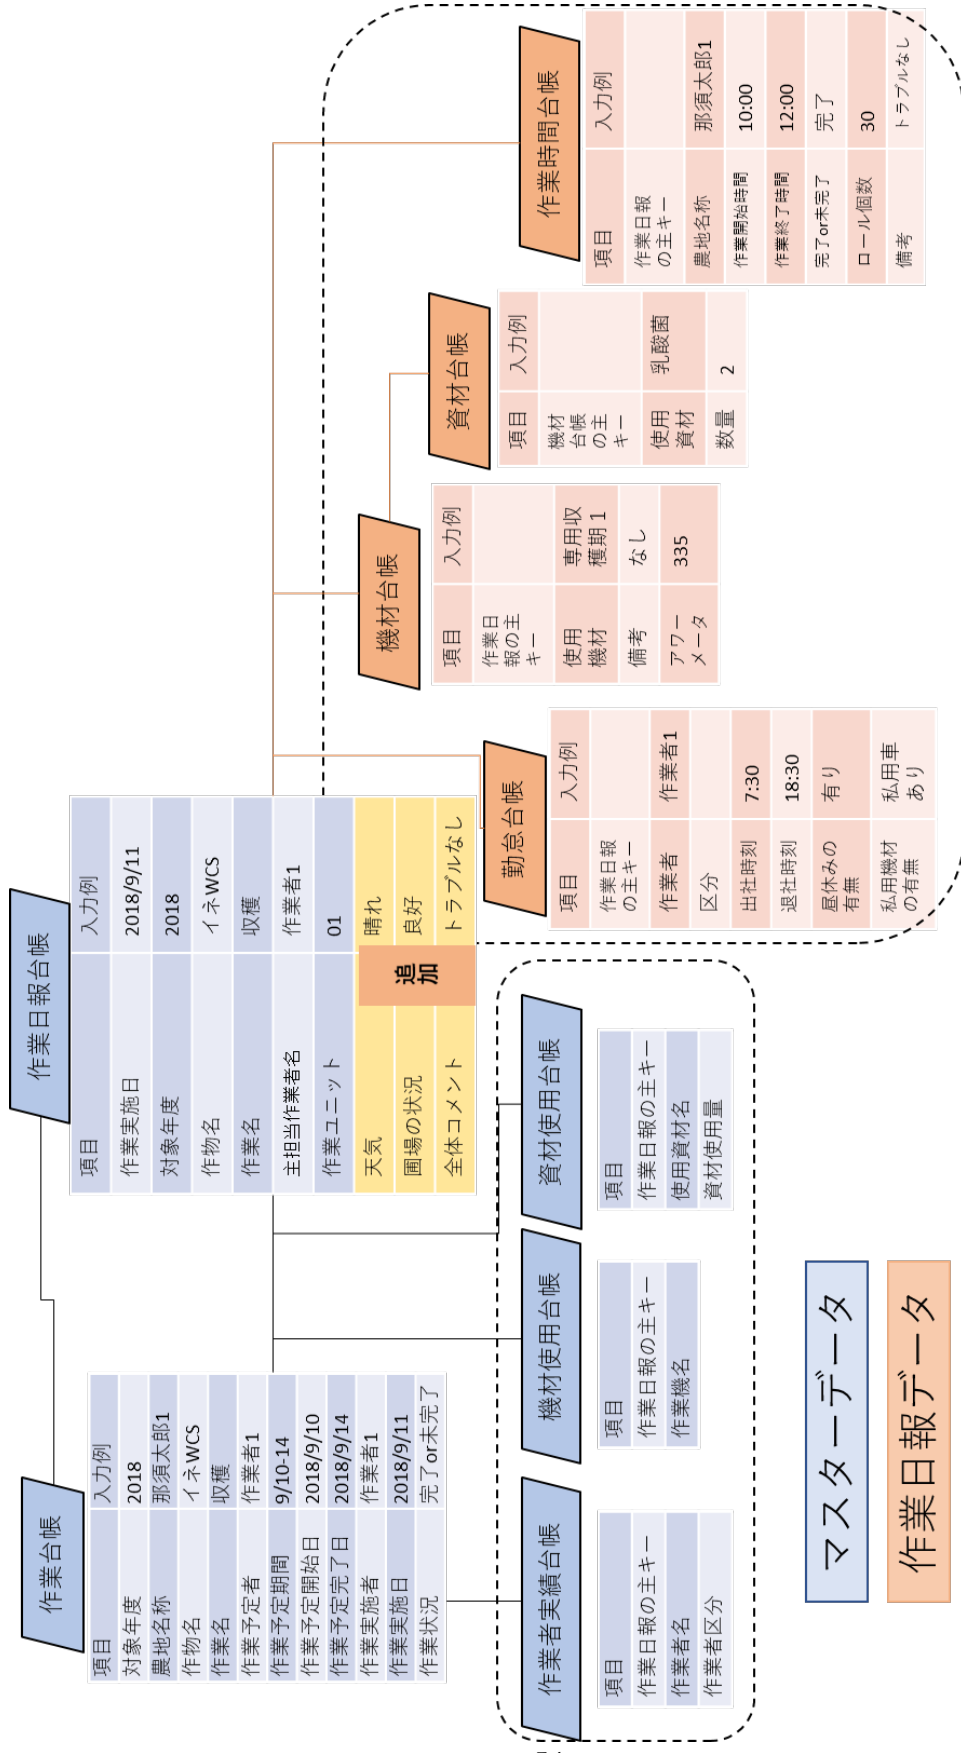 作業台帳
項目 入力例
対象年度 2018
農地名称 那須太郎1
作物名 イネWCS
作業名 収穫
作業予定者 作業者1
作業予定期間 9/10-14
作業予定開始日 2018/9/10
作業予定完了日 2018/9/14
作業実施者 作業者1
作業実施日 2018/9/11
作業状況 完了or未完了
作業日報台帳
項目 入力例
作業実施日 2018/9/11
対象年度 2018
作物名 イネWCS
作業名 収穫
主担当作業者名 作業者1
作業ユニット 01
天気 晴れ
圃場の状況 良好
全体コメント トラブルなし
追
加
作業者実績台帳
項目
作業日報の主キー
作業者名
作業者区分
機材使用台帳
項目
作業日報の主キー
作業機名
資材使用台帳
項目
作業日報の主キー
使用資材名
資材使用量
勤怠台帳
項目 入力例
作業日報
の主キー
作業者 作業者1
区分
出社時刻 7:30
退社時刻 18:30
昼休みの
有無
有り
私用機材
の有無
私用車
あり
機材台帳
項目 入力例
作業日
報の主
キー
使用
機材
専用収
穫期 1
備考 なし
アワー
メータ
335
資材台帳
項目 入力例
機材
台帳
の主
キー
使用
資材
乳酸菌
数量 2
作業時間台帳
項目 入力例
作業日報
の主キー
農地名称 那須太郎1
作業開始時間 10:00
作業終了時間 12:00
完了or未完了 完了
ロール個数 30
備考 トラブルなし
マスターデータ
作業日報データ